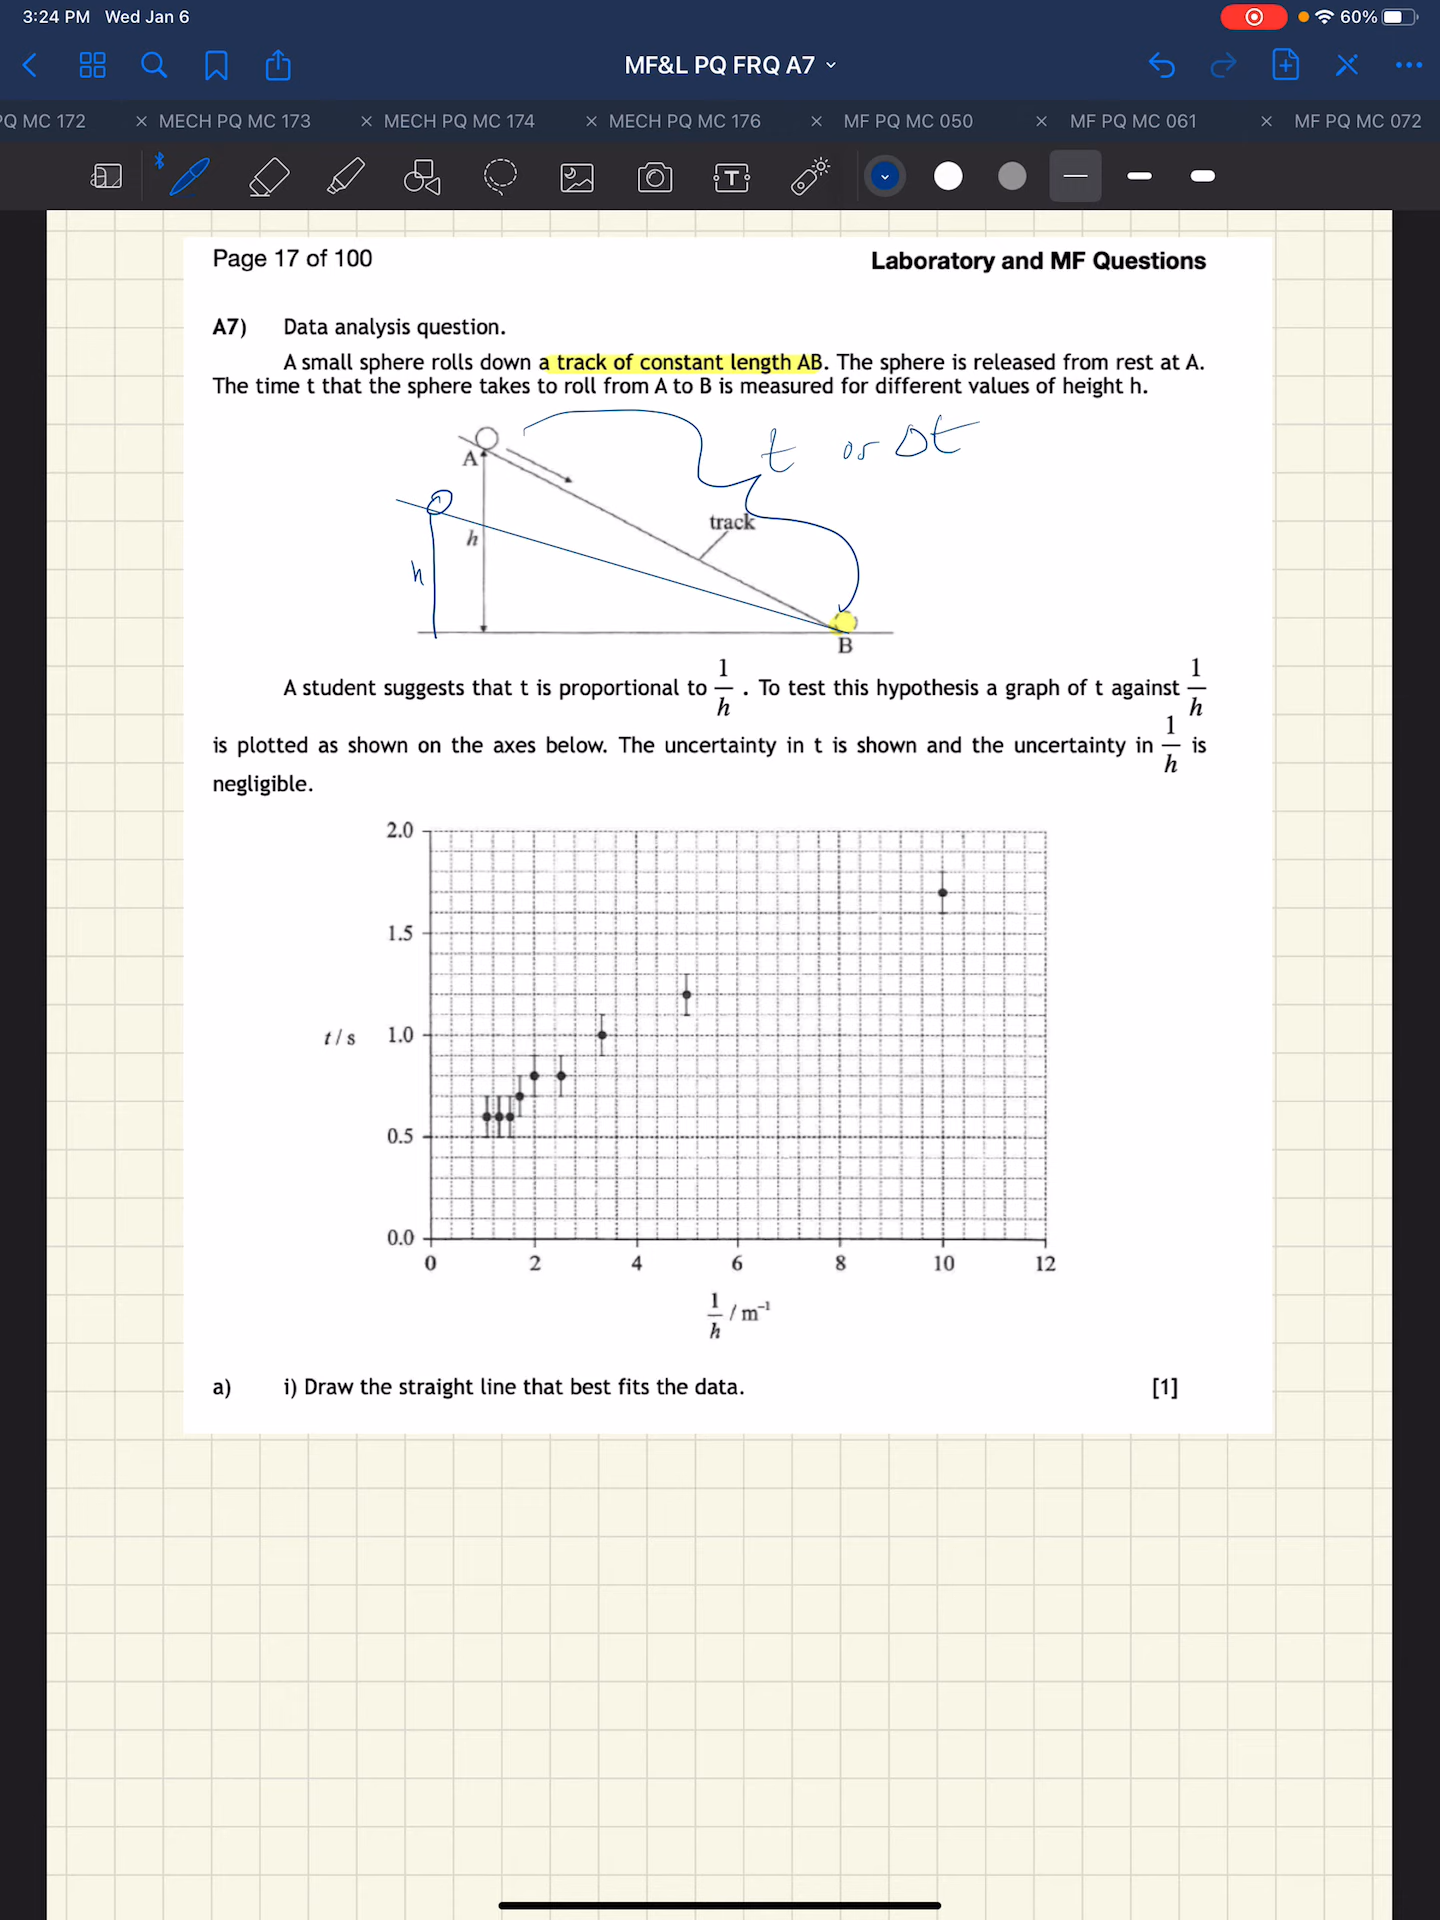 3:24 PM Wed Jan 6
60%
MF&L PQ FRQ A7
PQ MC 172 × MECH PQ MC 173 × MECH PQ MC 174 × MECH PQ MC 176 × MF PQ MC 050 × MF PQ MC 061 × MF PQ MC 072
a T
Page 17 of 100 Laboratory and MF Questions
A7) Data analysis question.
A small sphere rolls down a track of constant length AB. The sphere is released from rest at A.
The time t that the sphere takes to roll from A to B is measured for different values of height h.
t or Δt
A
track
h
h
B
A student suggests that t is proportional to 1/h . To test this hypothesis a graph of t against 1/h
is plotted as shown on the axes below. The uncertainty in t is shown and the uncertainty in 1/h is
negligible.
2.0
1.5
t / s 1.0
0.5
0.0
0 2 4 6 8 10 12
1/h / m⁻¹
a) i) Draw the straight line that best fits the data. [1]